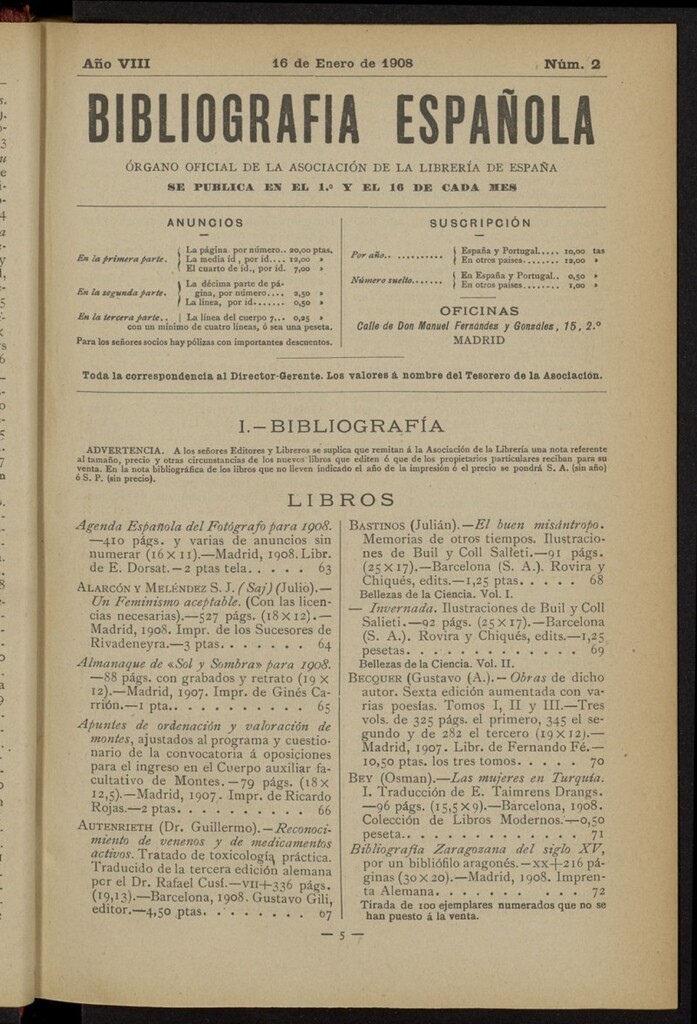 Año VIII 16 de Enero de 1908 Núm. 2
BIBLIOGRAFIA ESPAÑOLA
ÓRGANO OFICIAL DE LA ASOCIACIÓN DE LA LIBRERÍA DE ESPAÑA
SE PUBLICA EN EL 1.º Y EL 16 DE CADA MES
ANUNCIOS
En la primera parte. { La página, por número.. 20,00 ptas.
La media id , por id.... 12,00 »
El cuarto de íd., por id. 7,00 »
En la segunda parte. { La décima parte de pá-
gina, por número.... 2,50 »
La línea, por id....... 0,50 »
En la tercera parte.. | La línea del cuerpo 7... 0,25 »
con un mínimo de cuatro líneas, ó sea una peseta.
Para los señores socios hay pólizas con importantes descuentos.
SUSCRIPCIÓN
Por año.. .......... { España y Portugal..... 10,00 tas
En otros países........ 12,00 »
Número suelto....... { En España y Portugal.. 0,50 »
En otros países....... 1,00 »
OFICINAS
Calle de Don Manuel Fernández y González, 15, 2.º
MADRID
Toda la correspondencia al Director-Gerente. Los valores á nombre del Tesorero de la Asociación.
I.—BIBLIOGRAFÍA
ADVERTENCIA. A los señores Editores y Libreros se suplica que remitan á la Asociación de la Librería una nota referente
al tamaño, precio y otras circunstancias de los nuevos libros que editen ó que de los propietarios particulares reciban para su
venta. En la nota bibliográfica de los libros que no lleven indicado el año de la impresión ó el precio se pondrá S. A. (sin año)
ó S. P. (sin precio).
LIBROS
Agenda Española del Fotógrafo para 1908.
—410 págs. y varias de anuncios sin
numerar (16 × 11).—Madrid, 1908. Libr.
de E. Dorsat.—2 ptas tela..... 63
ALARCÓN Y MELÉNDEZ S. J. (Saj) (Julio).—
Un Feminismo aceptable. (Con las licen-
cias necesarias).—527 págs. (18 × 12).—
Madrid, 1908. Impr. de los Sucesores de
Rivadeneyra.—3 ptas....... 64
Almanaque de «Sol y Sombra» para 1908.
—88 págs. con grabados y retrato (19 ×
12).—Madrid, 1907. Impr. de Ginés Ca-
rrión.—1 pta.......... 65
Apuntes de ordenación y valoración de
montes, ajustados al programa y cuestio-
nario de la convocatoria á oposiciones
para el ingreso en el Cuerpo auxiliar fa-
cultativo de Montes.—79 págs. (18 ×
12,5).—Madrid, 1907. Impr. de Ricardo
Rojas.—2 ptas.......... 66
AUTENRIETH (Dr. Guillermo).—Reconoci-
miento de venenos y de medicamentos
activos. Tratado de toxicología práctica.
Traducido de la tercera edición alemana
por el Dr. Rafael Cusí.—VII+336 págs.
(19,13).—Barcelona, 1908. Gustavo Gili,
editor.—4,50 ptas........ 67
BASTINOS (Julián).—El buen misántropo.
Memorias de otros tiempos. Ilustracio-
nes de Buil y Coll Salieti.—91 págs.
(25 × 17).—Barcelona (S. A.). Rovira y
Chiqués, edits.—1,25 ptas..... 68
Bellezas de la Ciencia. Vol. I.
— Invernada. Ilustraciones de Buil y Coll
Salieti.—92 págs. (25 × 17).—Barcelona
(S. A.). Rovira y Chiqués, edits.—1,25
pesetas............ 69
Bellezas de la Ciencia. Vol. II.
BECQUER (Gustavo (A.).—Obras de dicho
autor. Sexta edición aumentada con va-
rias poesías. Tomos I, II y III.—Tres
vols. de 325 págs. el primero, 345 el se-
gundo y de 282 el tercero (19 × 12).—
Madrid, 1907. Libr. de Fernando Fé.—
10,50 ptas. los tres tomos..... 70
BEY (Osman).—Las mujeres en Turquía.
I. Traducción de E. Taimrens Drangs.
—96 págs. (15,5 × 9).—Barcelona, 1908.
Colección de Libros Modernos.—0,50
peseta............ 71
Bibliografía Zaragozana del siglo XV,
por un bibliófilo aragonés.—XX+216 pá-
ginas (30 × 20).—Madrid, 1908. Impren-
ta Alemana........... 72
Tirada de 100 ejemplares numerados que no se
han puesto á la venta.
— 5 —